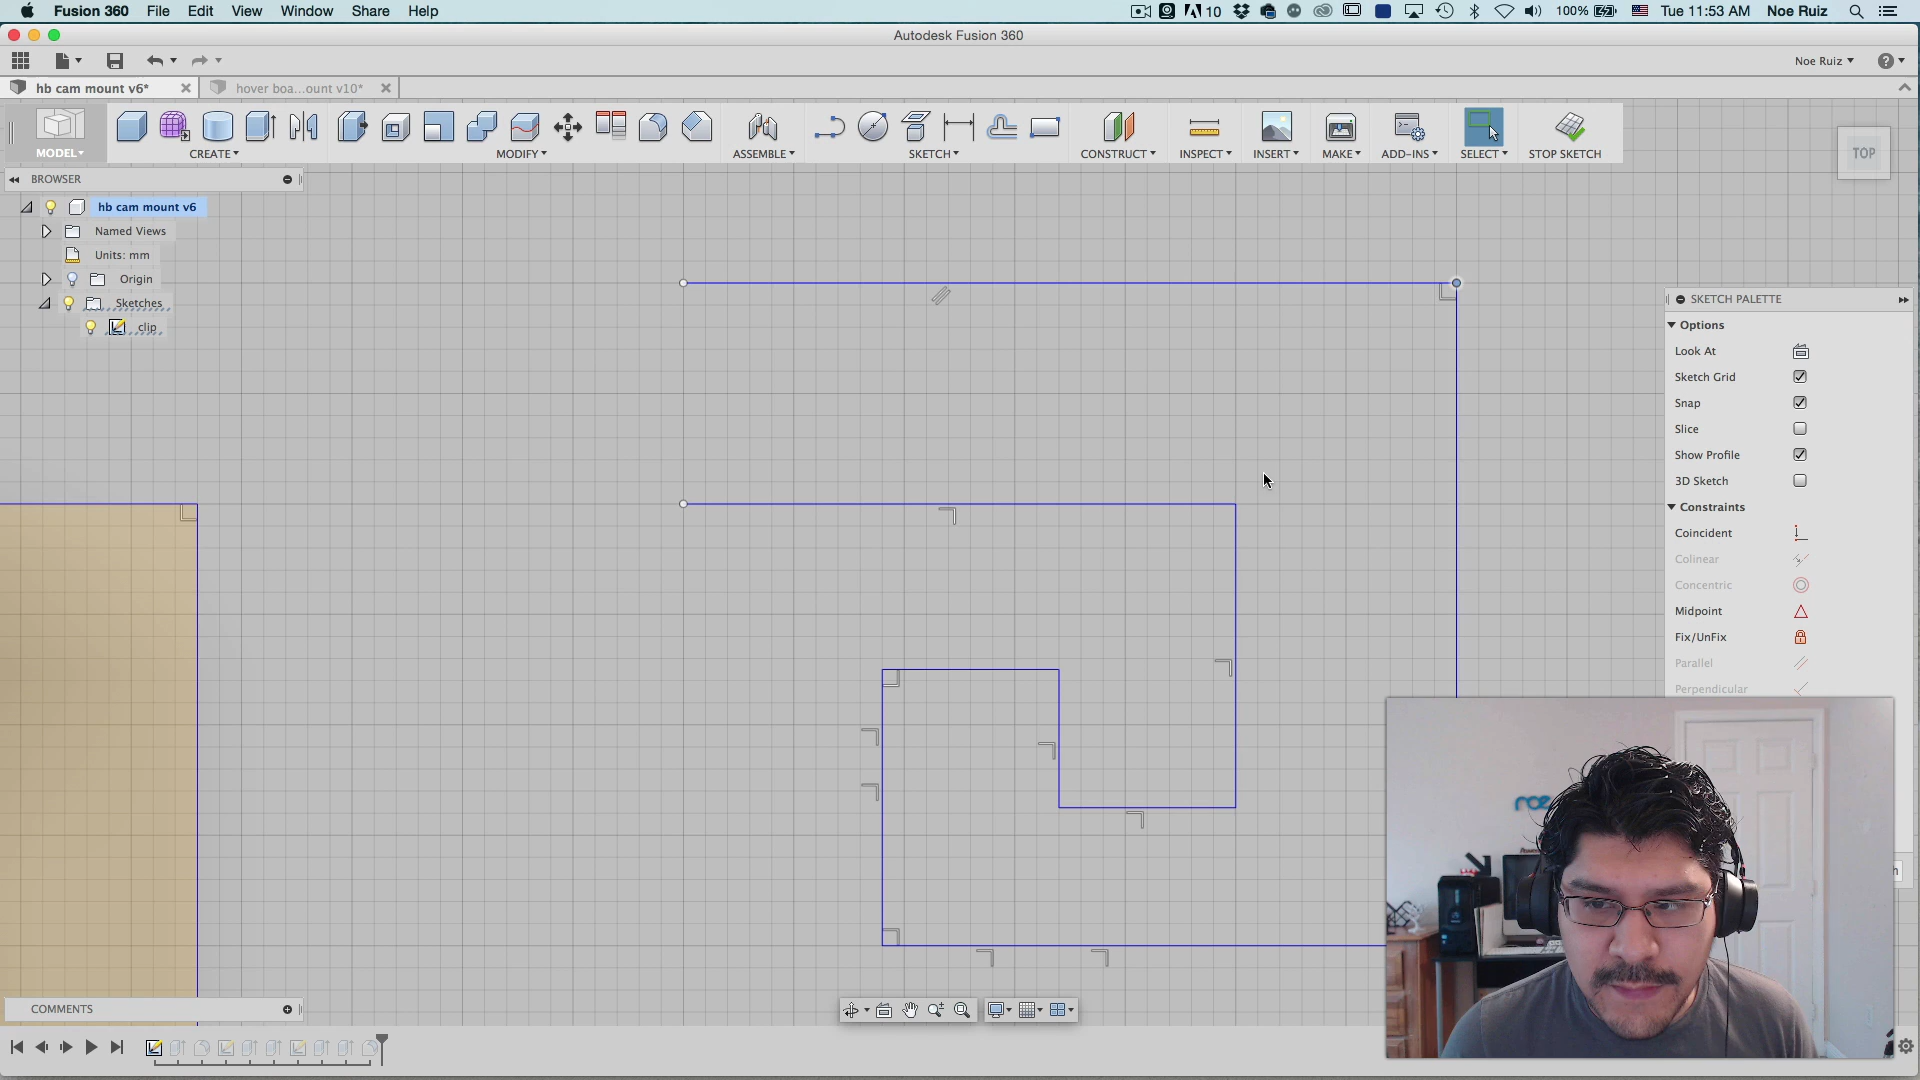 Fusion 360 File Edit View Window Share Help
10 100% Tue 11:53 AM Noe Ruiz
Autodesk Fusion 360
Noe Ruiz
hb cam mount v6*
hover boa...ount v10*
MODEL
CREATE
MODIFY
ASSEMBLE
SKETCH
CONSTRUCT
INSPECT
INSERT
MAKE
ADD-INS
SELECT
STOP SKETCH
TOP
BROWSER
hb cam mount v6
Named Views
Units: mm
Origin
Sketches
clip
SKETCH PALETTE
Options
Look At
Sketch Grid
Snap
Slice
Show Profile
3D Sketch
Constraints
Coincident
Colinear
Concentric
Midpoint
Fix/UnFix
Parallel
Perpendicular
noe
COMMENTS